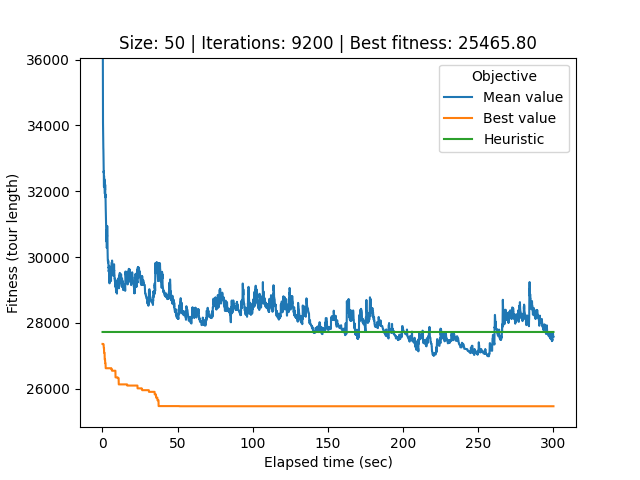 Size: 50 | Iterations: 9200 | Best fitness: 25465.80
Objective
Mean value
Best value
Heuristic
Fitness (tour length)
36000
34000
32000
30000
28000
26000
0 50 100 150 200 250 300
Elapsed time (sec)